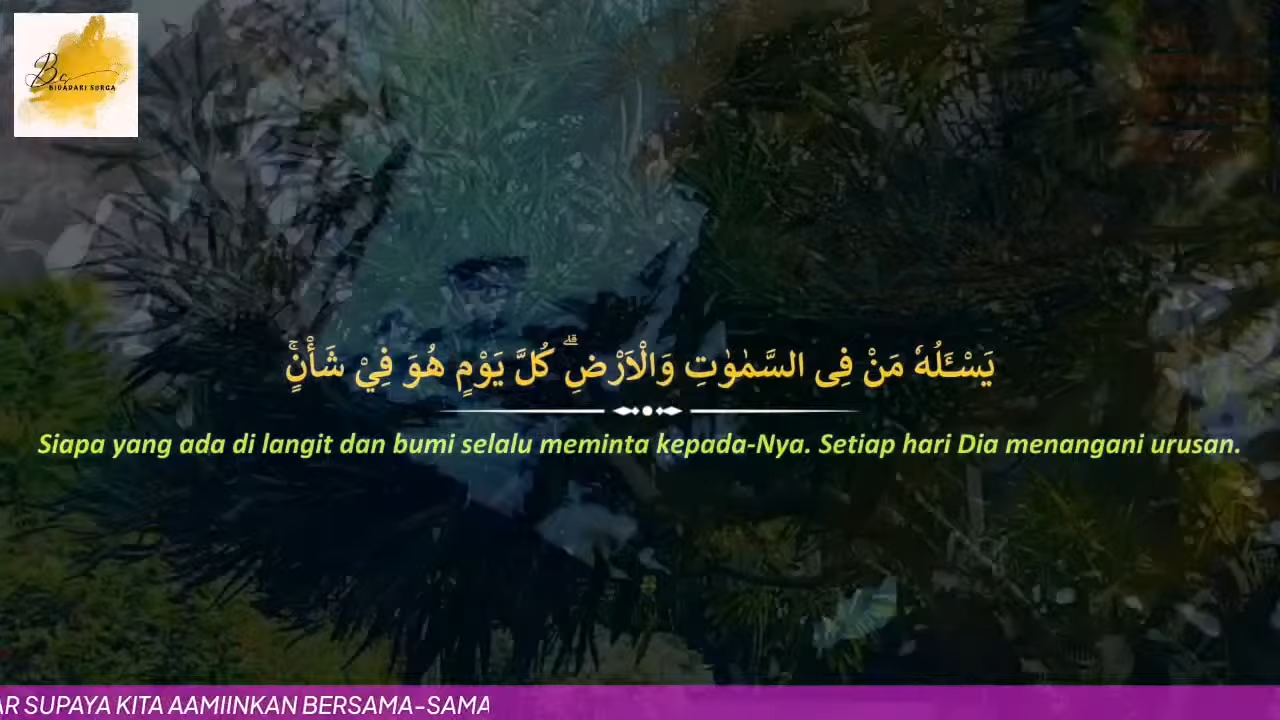 Bs
BIDADARI SURGA
يَسْـَٔلُهٗ مَنْ فِى السَّمٰوٰتِ وَالْاَرْضِۗ كُلَّ يَوْمٍ هُوَ فِيْ شَأْنٍۚ
Siapa yang ada di langit dan bumi selalu meminta kepada-Nya. Setiap hari Dia menangani urusan.
AR SUPAYA KITA AAMIINKAN BERSAMA-SAMA